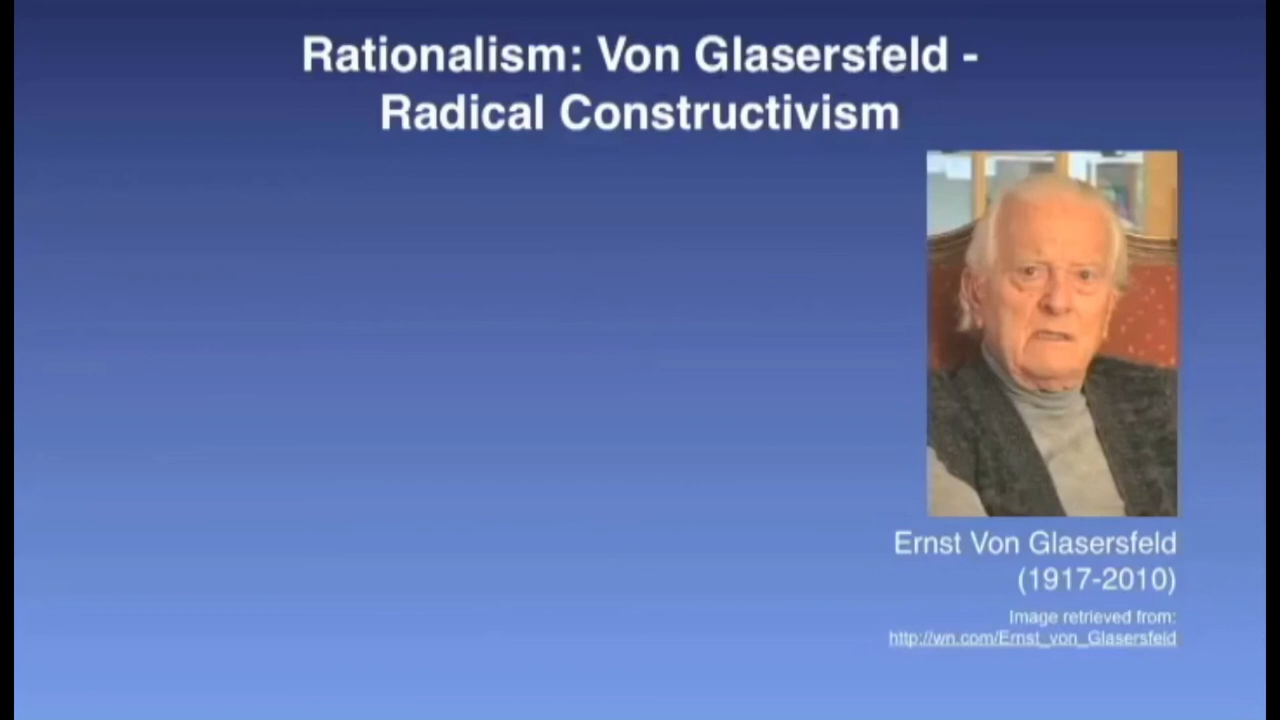 Rationalism: Von Glasersfeld -
Radical Constructivism
Ernst Von Glasersfeld
(1917-2010)
Image retrieved from:
http://wn.com/Ernst_von_Glasersfeld